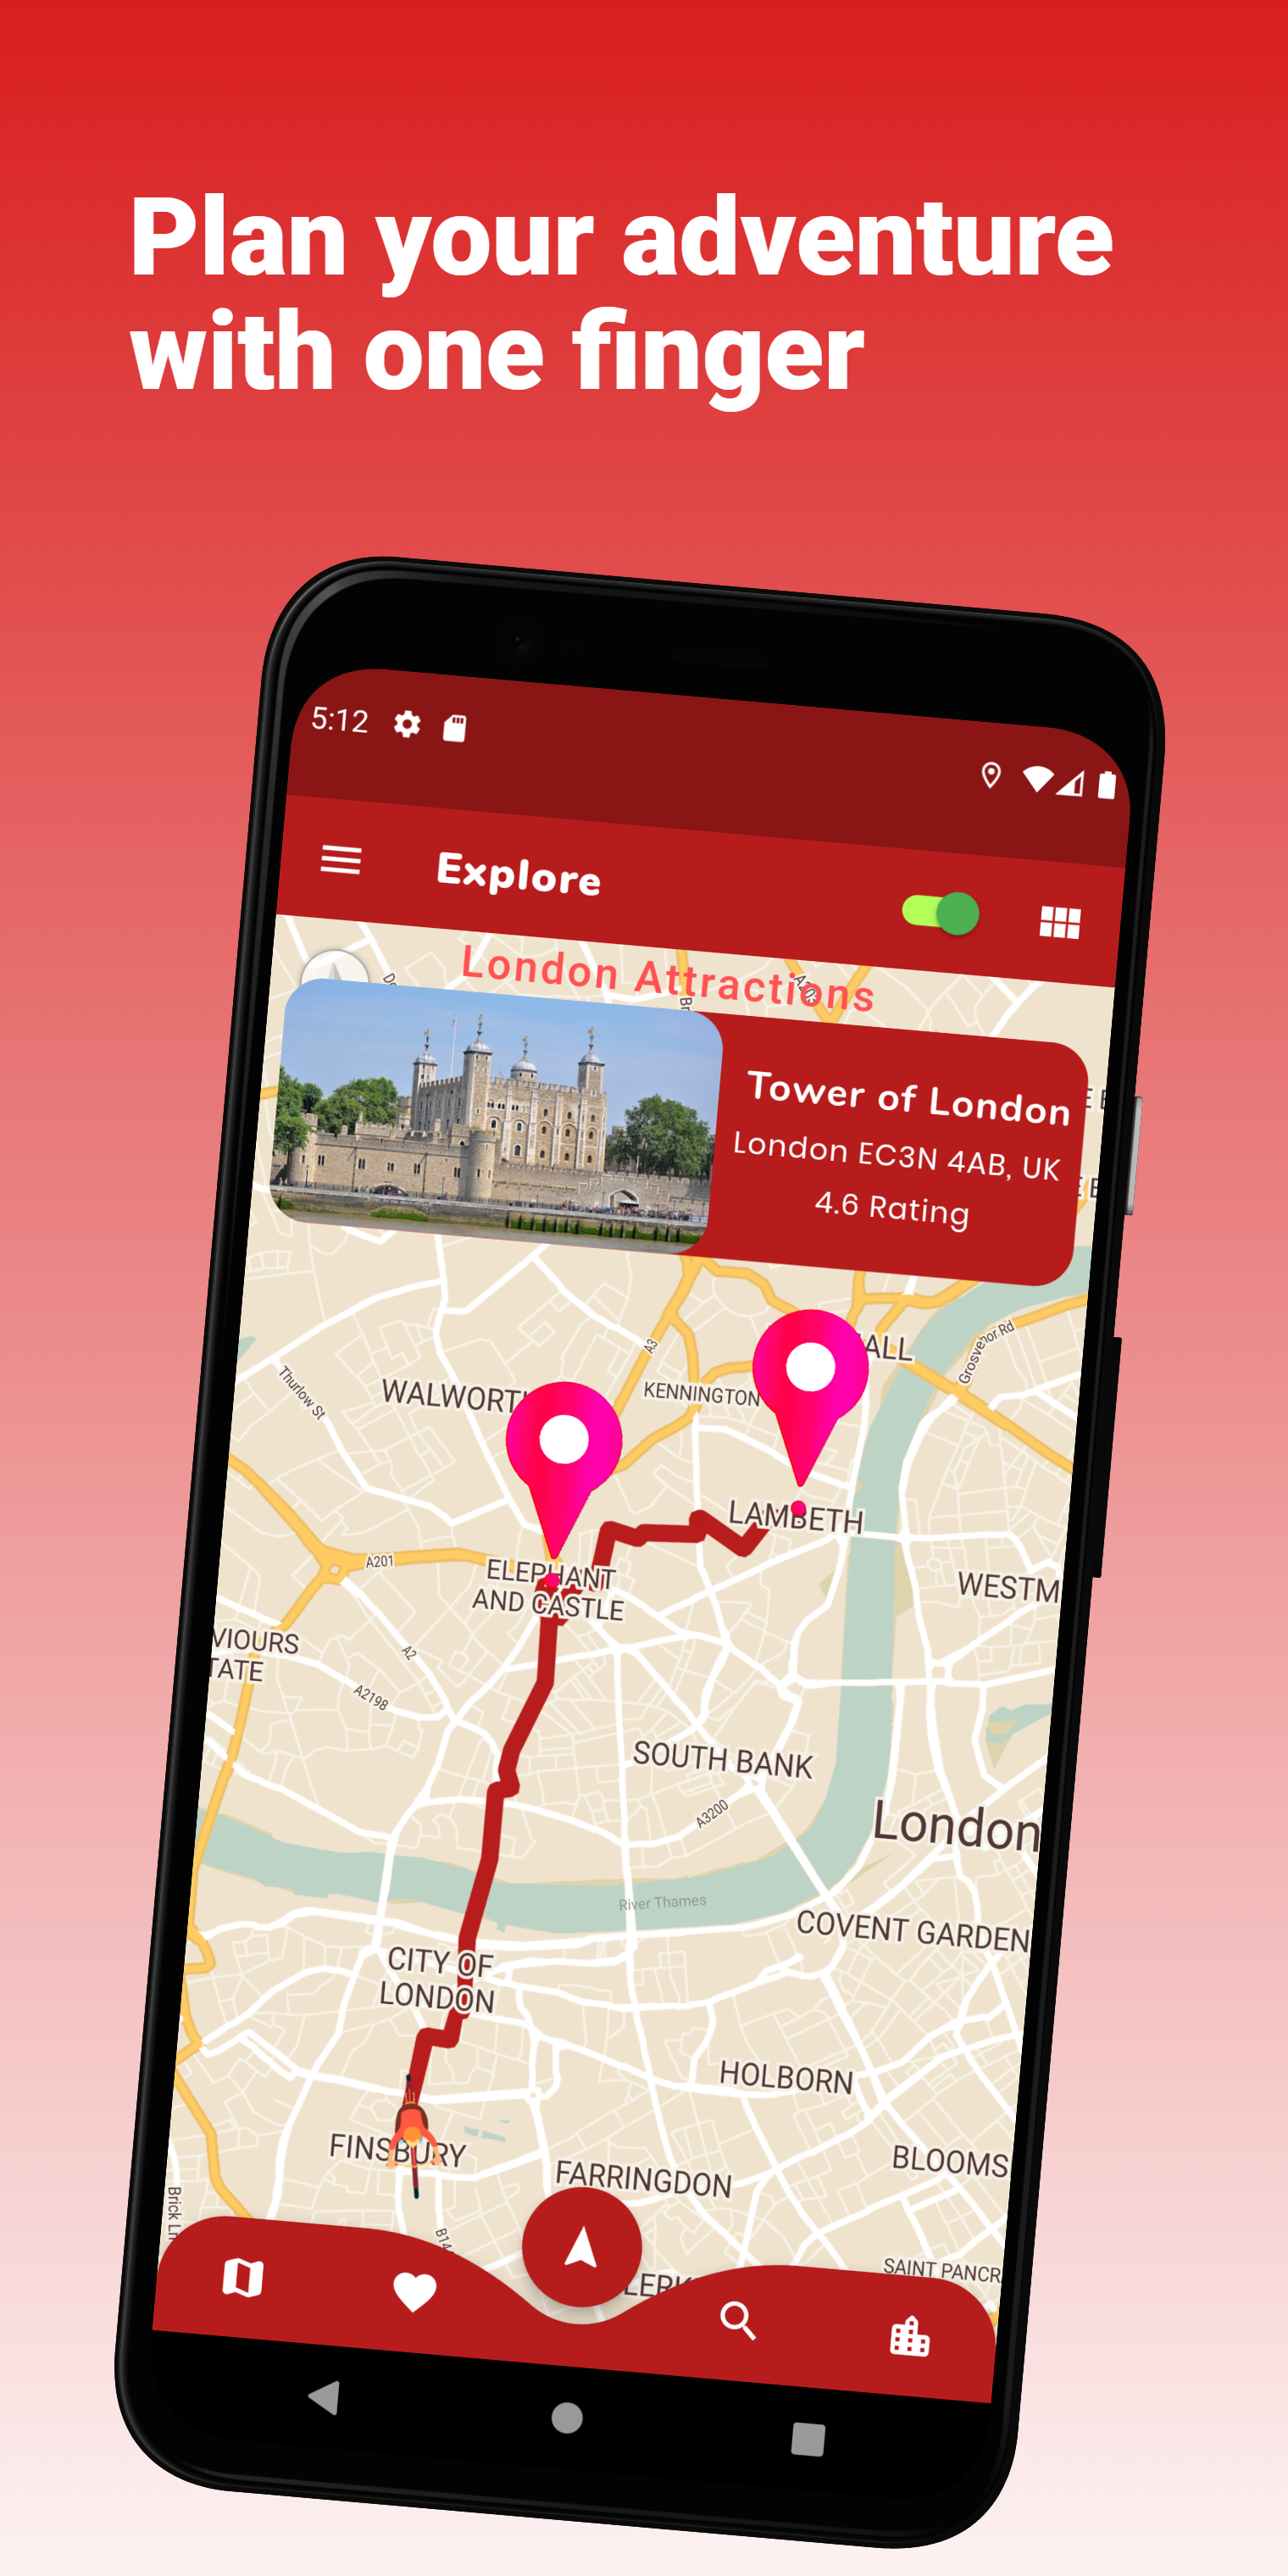 Plan your adventure
with one finger
5:12
Explore
London Attractions
A203
Tower of London
London EC3N 4AB, UK
4.6 Rating
A3
Grosvenor Rd
Thurlow St
WALWORTH
KENNINGTON
LAMBETH
A201
ELEPHANT
AND CASTLE
WESTM
VIOURS
TATE
A2
A2198
SOUTH BANK
A3200
London
River Thames
COVENT GARDEN
CITY OF
LONDON
HOLBORN
FINSBURY
BLOOMS
FARRINGDON
Brick Ln
SAINT PANCR
LERK